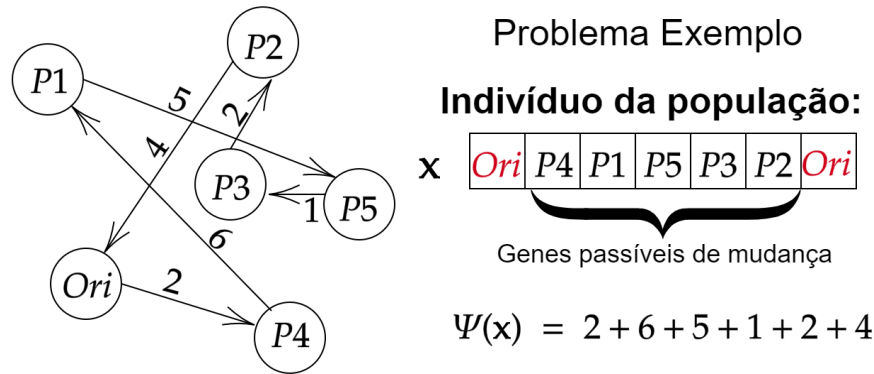 Problema Exemplo
Indivíduo da população:
x Ori P4 P1 P5 P3 P2 Ori
Genes passíveis de mudança
Ψ(x) = 2 + 6 + 5 + 1 + 2 + 4
P2
P1
5
2
4
P3
P5
1
6
Ori
2
P4